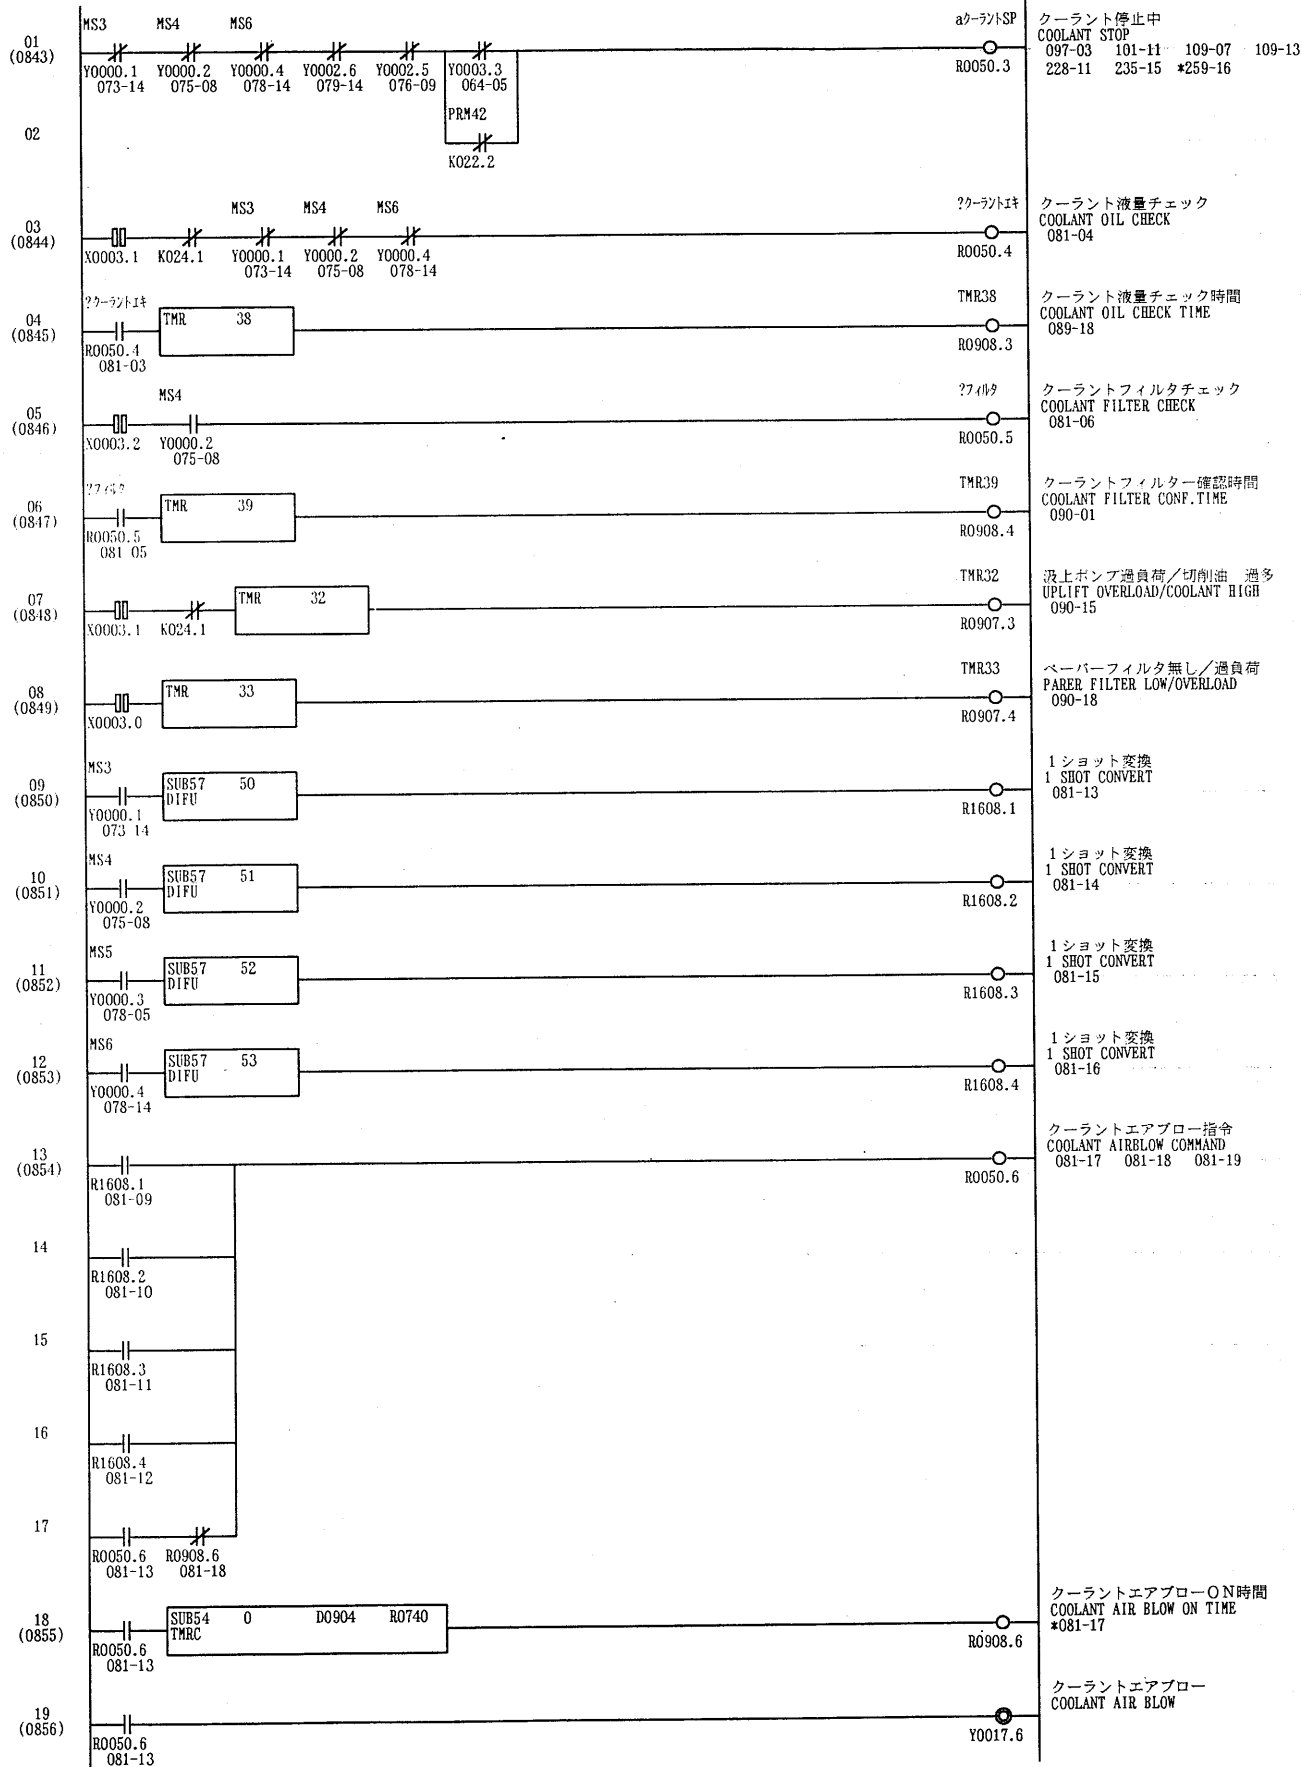 MS3 MS4 MS6 aクーラントSP クーラント停止中
01 COOLANT STOP
(0843) 097-03 101-11 109-07 109-13
Y0000.1 Y0000.2 Y0000.4 Y0002.6 Y0002.5 Y0003.3 R0050.3 228-11 235-15 *259-16
073-14 075-08 078-14 079-14 076-09 064-05
PRM42
02
K022.2
MS3 MS4 MS6 ?クーラントエキ クーラント液量チェック
03 COOLANT OIL CHECK
(0844) 081-04
X0003.1 K024.1 Y0000.1 Y0000.2 Y0000.4 R0050.4
073-14 075-08 078-14
?クーラントエキ TMR38 クーラント液量チェック時間
04 TMR 38 COOLANT OIL CHECK TIME
(0845) 089-18
R0050.4 R0908.3
081-03
MS4 ?フィルタ クーラントフィルタチェック
05 COOLANT FILTER CHECK
(0846) 081-06
X0003.2 Y0000.2 R0050.5
075-08
?フィルタ TMR39 クーラントフィルター確認時間
06 TMR 39 COOLANT FILTER CONF.TIME
(0847) 090-01
R0050.5 R0908.4
081 05
TMR32 汲上ポンプ過負荷/切削油 過多
07 TMR 32 UPLIFT OVERLOAD/COOLANT HIGH
(0848) 090-15
X0003.1 K024.1 R0907.3
TMR33 ペーパーフィルタ無し/過負荷
08 TMR 33 PARER FILTER LOW/OVERLOAD
(0849) 090-18
X0003.0 R0907.4
MS3 1ショット変換
09 SUB57 50 1 SHOT CONVERT
(0850) DIFU 081-13
Y0000.1 R1608.1
073 14
MS4 1ショット変換
10 SUB57 51 1 SHOT CONVERT
(0851) DIFU 081-14
Y0000.2 R1608.2
075-08
MS5 1ショット変換
11 SUB57 52 1 SHOT CONVERT
(0852) DIFU 081-15
Y0000.3 R1608.3
078-05
MS6 1ショット変換
12 SUB57 53 1 SHOT CONVERT
(0853) DIFU 081-16
Y0000.4 R1608.4
078-14
クーラントエアブロー指令
13 COOLANT AIRBLOW COMMAND
(0854) 081-17 081-18 081-19
R1608.1 R0050.6
081-09
14
R1608.2
081-10
15
R1608.3
081-11
16
R1608.4
081-12
17
R0050.6 R0908.6
081-13 081-18
クーラントエアブローON時間
18 SUB54 0 D0904 R0740 COOLANT AIR BLOW ON TIME
(0855) TMRC *081-17
R0050.6 R0908.6
081-13
クーラントエアブロー
19 COOLANT AIR BLOW
(0856)
R0050.6 Y0017.6
081-13